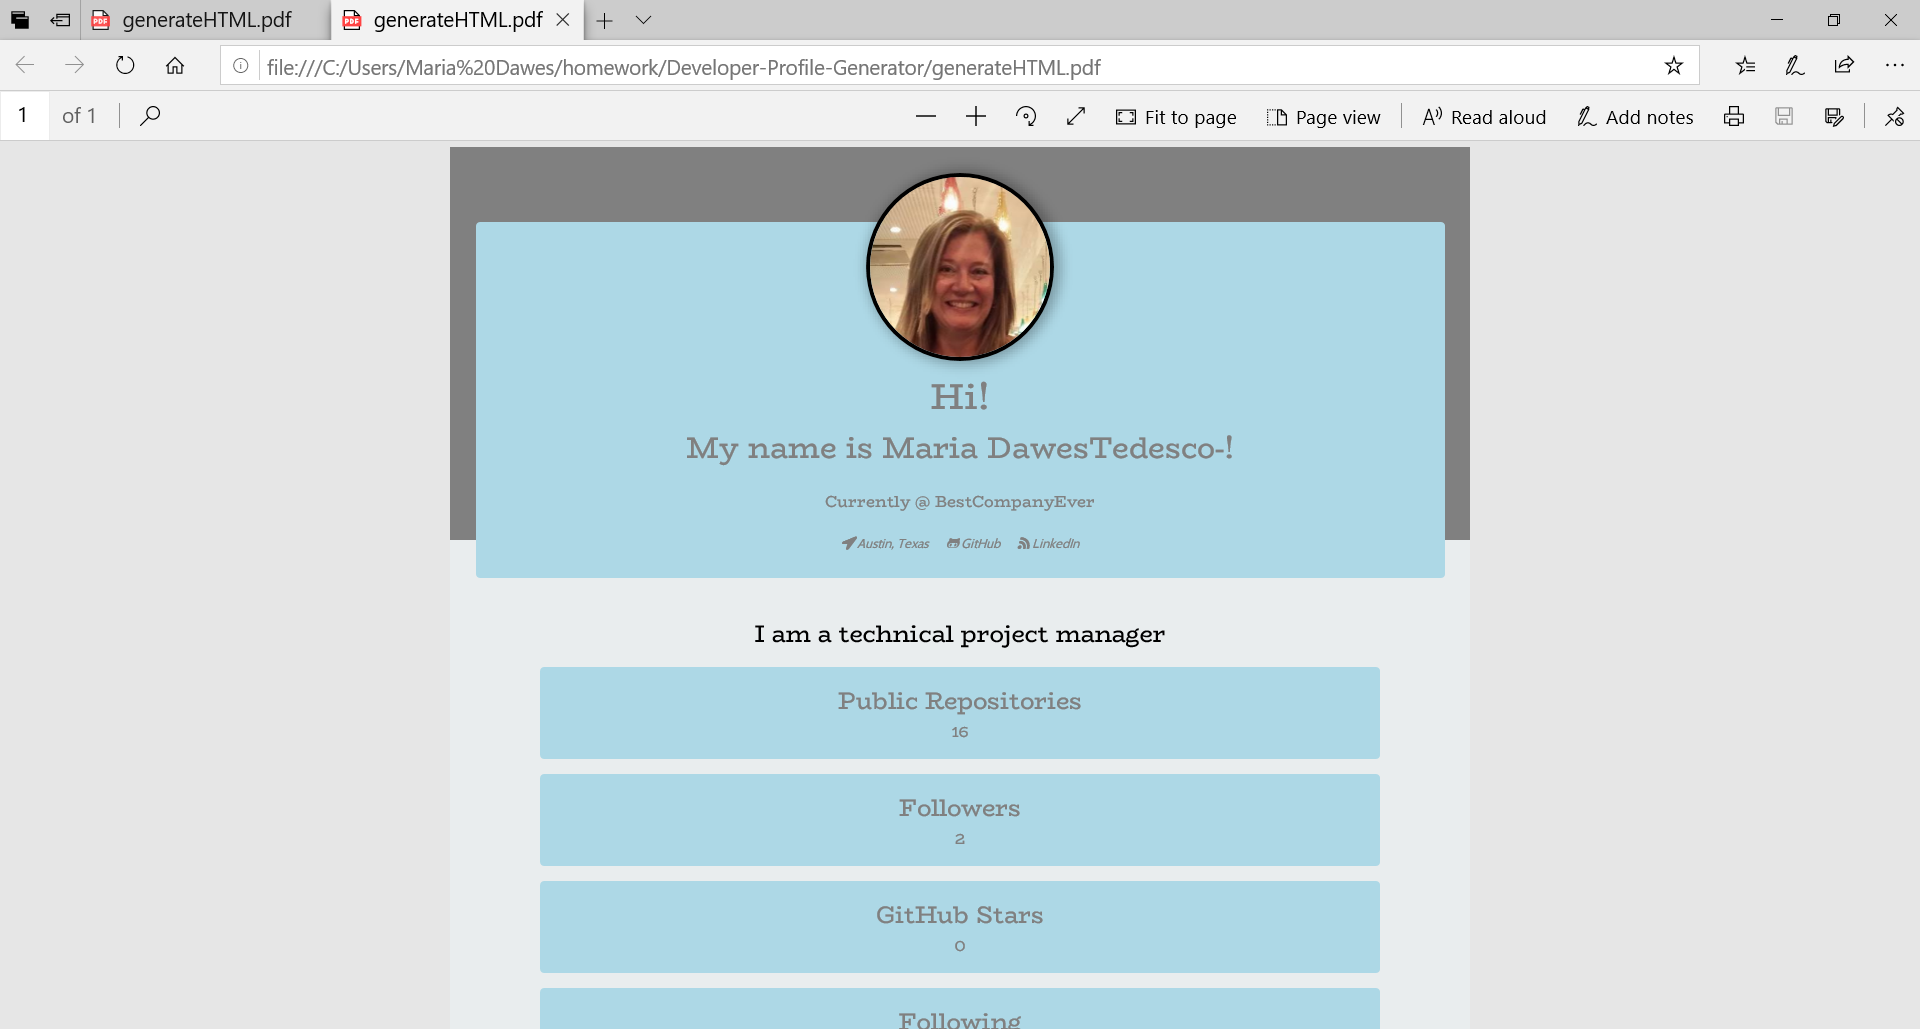 generateHTML.pdf
generateHTML.pdf
file:///C:/Users/Maria%20Dawes/homework/Developer-Profile-Generator/generateHTML.pdf
1 of 1
Fit to page
Page view
Read aloud
Add notes
Hi!
My name is Maria DawesTedesco-!
Currently @ BestCompanyEver
Austin, Texas GitHub LinkedIn
I am a technical project manager
Public Repositories
16
Followers
2
GitHub Stars
0
Following